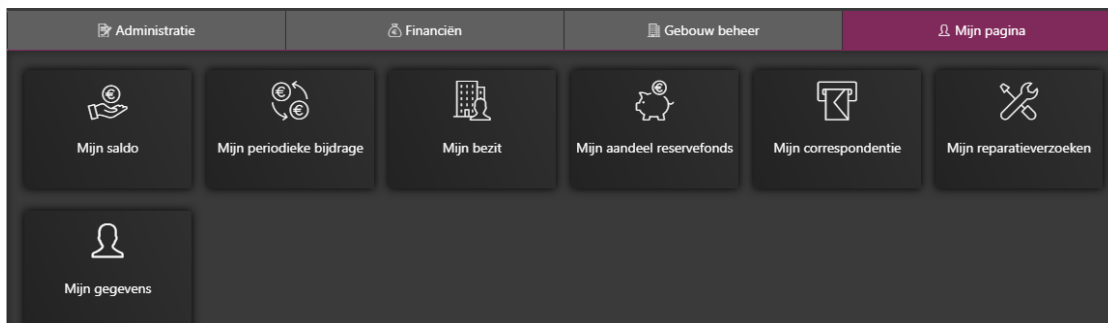 Administratie
Financiën
Gebouw beheer
Mijn pagina
Mijn saldo
Mijn periodieke bijdrage
Mijn bezit
Mijn aandeel reservefonds
Mijn correspondentie
Mijn reparatieverzoeken
Mijn gegevens